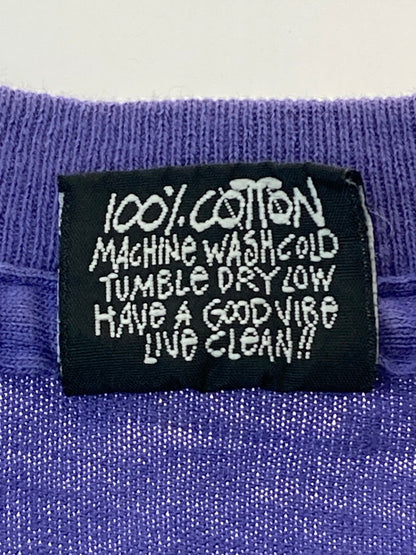 100% COTTON
MACHINE WASH COLD
TUMBLE DRY LOW
HAVE A GOOD VIBE
LIVE CLEAN!!